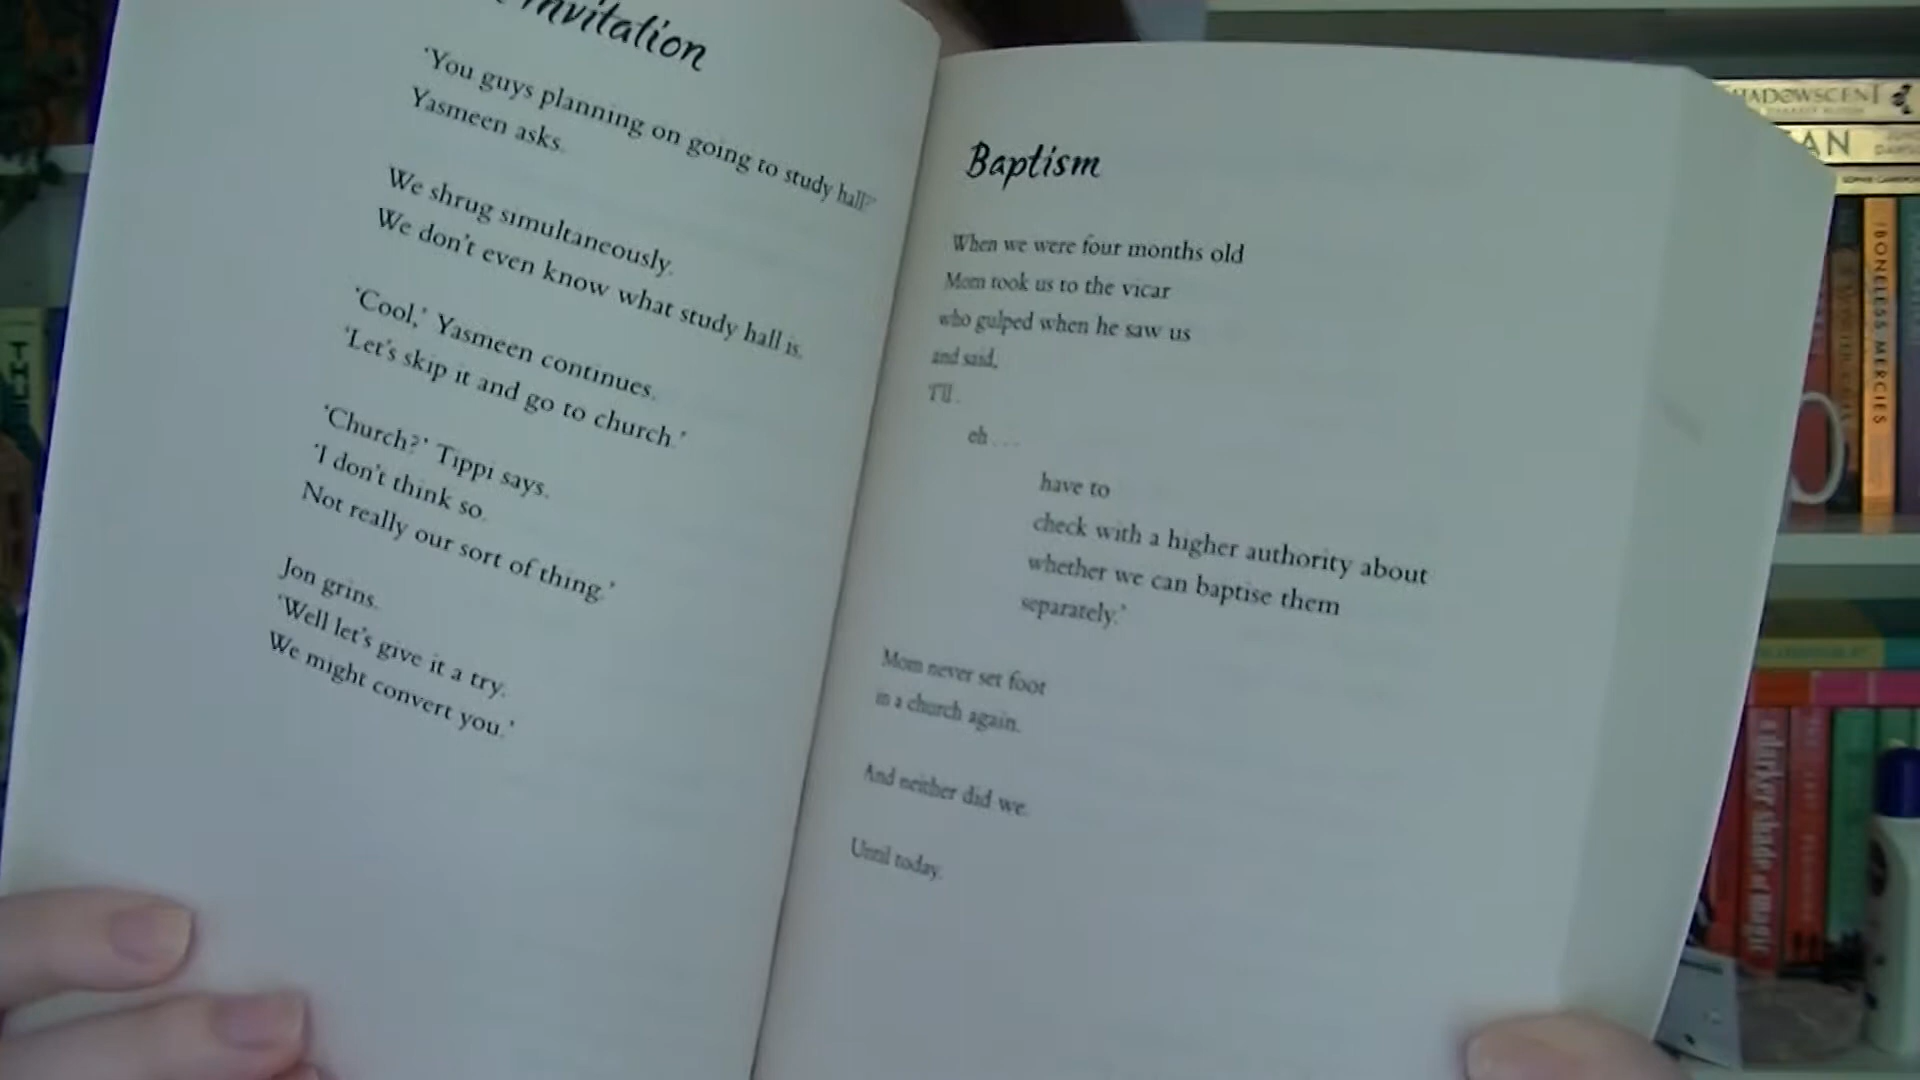 Invitation
‘You guys planning on going to study hall?’
Yasmeen asks.
We shrug simultaneously.
We don’t even know what study hall is.
‘Cool,’ Yasmeen continues.
‘Let’s skip it and go to church.’
‘Church?’ Tippi says.
‘I don’t think so.
Not really our sort of thing.’
Jon grins.
‘Well let’s give it a try.
We might convert you.’
Baptism
When we were four months old
Mom took us to the vicar
who gulped when he saw us
and said,
‘I’ll .
eh . . .
have to
check with a higher authority about
whether we can baptise them
separately.’
Mom never set foot
in a church again.
And neither did we.
Until today.
SHADOWSCENT
AN
BONELESS MERCIES
THE
a darker shade of magic